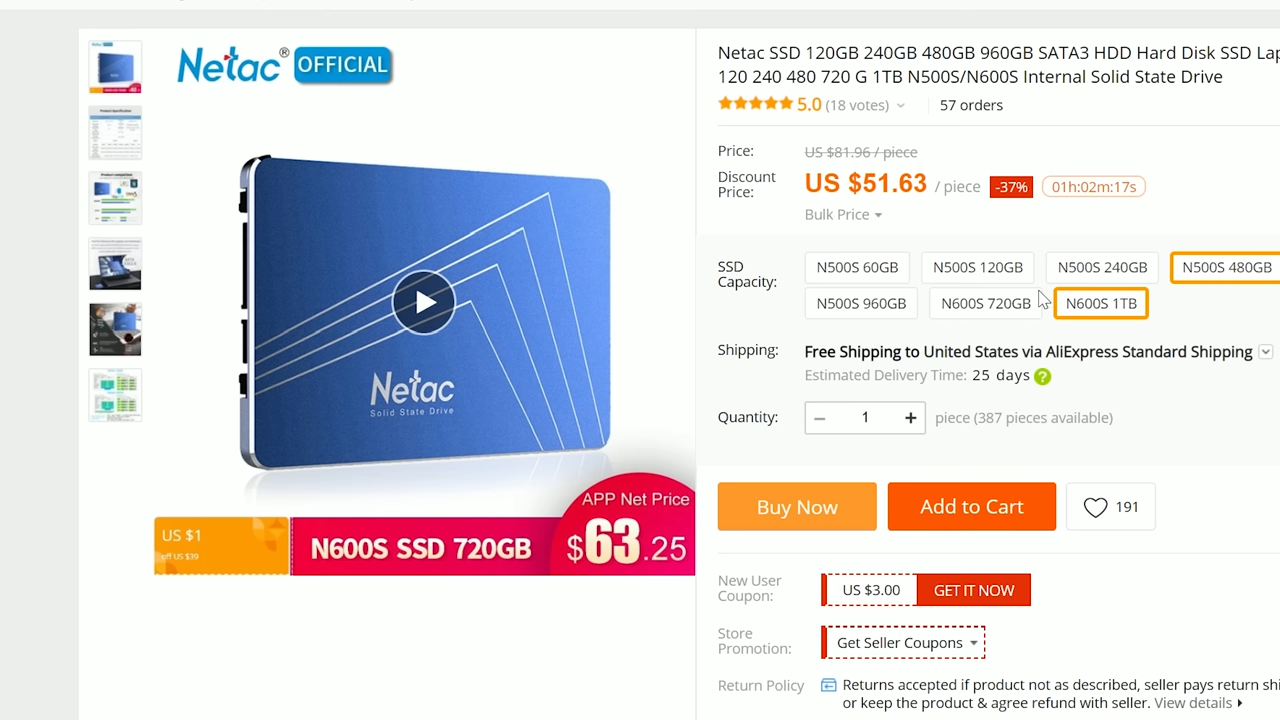 Netac® OFFICIAL
Netac
Solid State Drive
APP Net Price
US $1
off US $39
N600S SSD 720GB
$63.25
Netac SSD 120GB 240GB 480GB 960GB SATA3 HDD Hard Disk SSD
120 240 480 720 G 1TB N500S/N600S Internal Solid State Drive
5.0 (18 votes) 57 orders
Price: US $81.96 / piece
Discount
Price:
US $51.63 / piece -37% 01h:02m:17s
Bulk Price
SSD
Capacity:
N500S 60GB N500S 120GB N500S 240GB N500S 480GB
N500S 960GB N600S 720GB N600S 1TB
Shipping: Free Shipping to United States via AliExpress Standard Shipping
Estimated Delivery Time: 25 days ?
Quantity: − 1 + piece (387 pieces available)
Buy Now Add to Cart 191
New User
Coupon:
US $3.00 GET IT NOW
Store
Promotion:
Get Seller Coupons
Return Policy Returns accepted if product not as described, seller pays return
or keep the product & agree refund with seller. View details